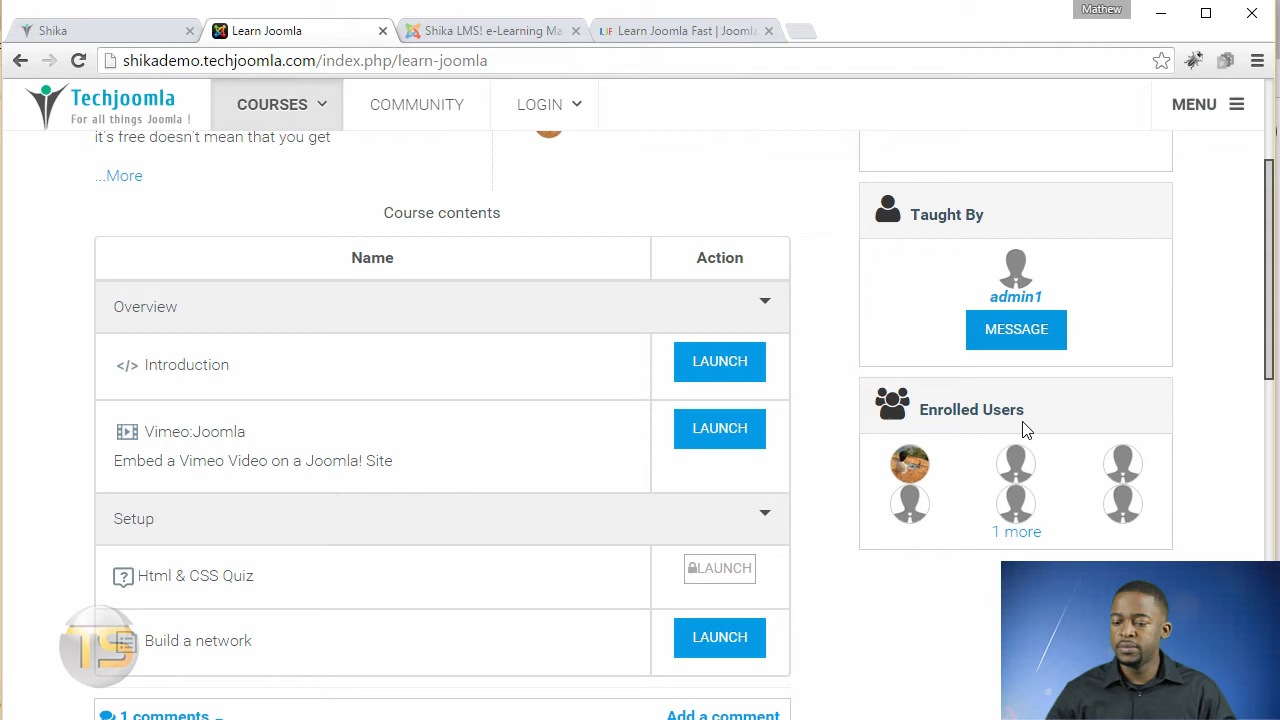 Mathew
Shika
Learn Joomla
Shika LMS! e-Learning Ma
LJF Learn Joomla Fast | Jooml
shikademo.techjoomla.com/index.php/learn-joomla
Techjoomla
For all things Joomla !
COURSES
COMMUNITY
LOGIN
MENU
it's free doesn't mean that you get
...More
Course contents
Name Action
Overview
</> Introduction
LAUNCH
Vimeo:Joomla
LAUNCH
Embed a Vimeo Video on a Joomla! Site
Setup
Html & CSS Quiz
LAUNCH
Build a network
LAUNCH
1 comments
Add a comment
Taught By
admin1
MESSAGE
Enrolled Users
1 more
TS